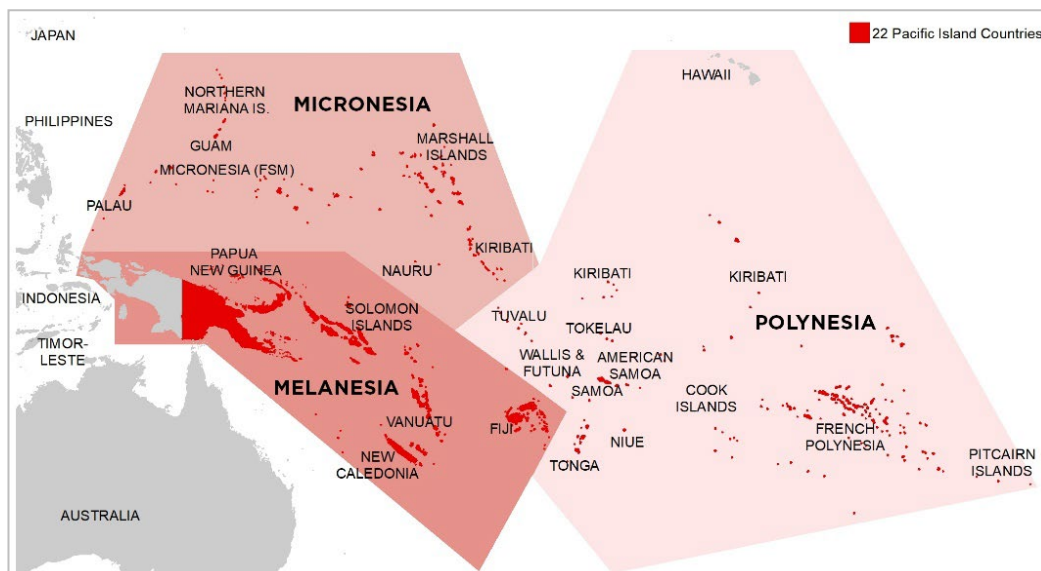 JAPAN
22 Pacific Island Countries
HAWAII
NORTHERN
MARIANA IS.
MICRONESIA
PHILIPPINES
GUAM
MARSHALL
ISLANDS
MICRONESIA (FSM)
PALAU
KIRIBATI
PAPUA
NEW GUINEA
NAURU
KIRIBATI
KIRIBATI
INDONESIA
SOLOMON
ISLANDS
TUVALU
TOKELAU
POLYNESIA
TIMOR-
LESTE
WALLIS &
FUTUNA
AMERICAN
SAMOA
MELANESIA
SAMOA
COOK
ISLANDS
VANUATU
FIJI
NIUE
FRENCH
POLYNESIA
NEW
CALEDONIA
TONGA
PITCAIRN
ISLANDS
AUSTRALIA